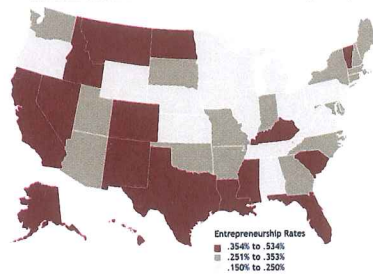 Entrepreneurship Rates
.354% to .534%
.251% to .353%
.150% to .250%